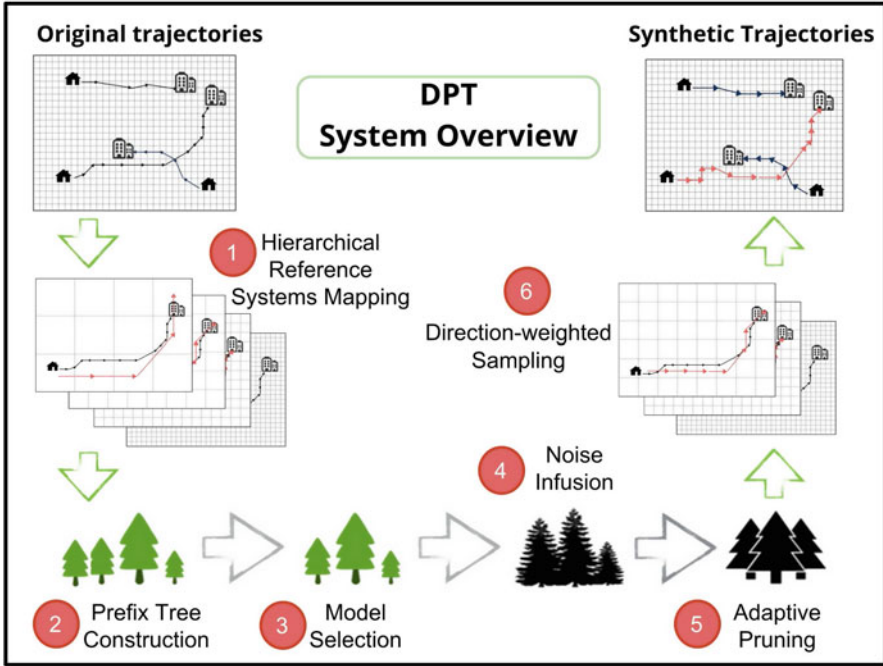 Original trajectories
Synthetic Trajectories
DPT
System Overview
1
Hierarchical
Reference
Systems Mapping
6
Direction-weighted
Sampling
4
Noise
Infusion
2
Prefix Tree
Construction
3
Model
Selection
5
Adaptive
Pruning